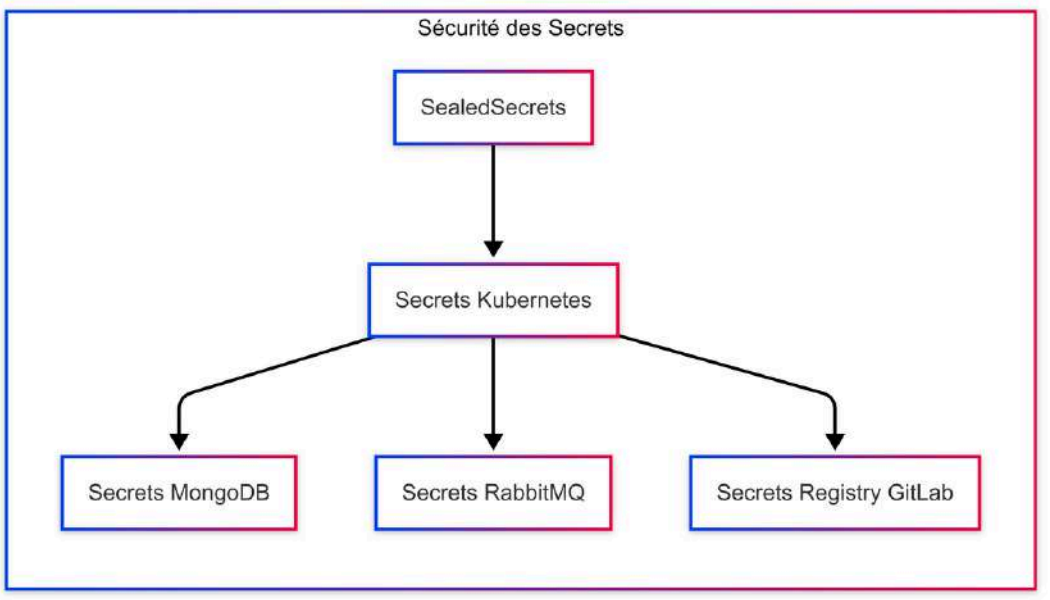 Sécurité des Secrets
SealedSecrets
Secrets Kubernetes
Secrets MongoDB
Secrets RabbitMQ
Secrets Registry GitLab